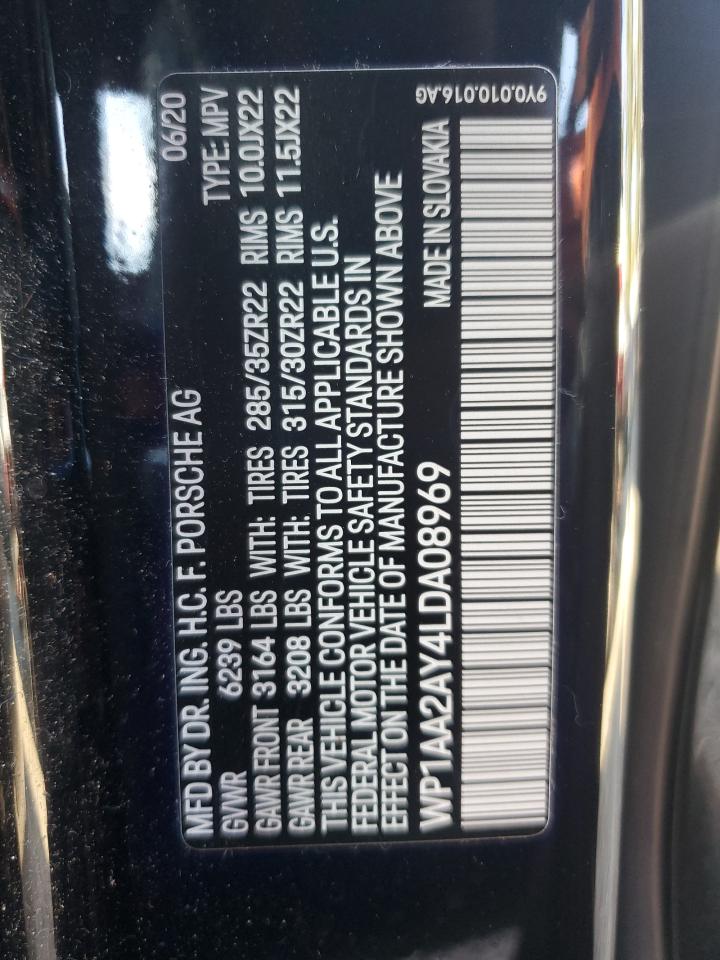 MFD BY DR. ING. H.C. F. PORSCHE AG 06/20
GVWR 6239 LBS TYPE: MPV
GAWR FRONT 3164 LBS WITH: TIRES 285/35ZR22 RIMS 10.0JX22
GAWR REAR 3208 LBS WITH: TIRES 315/30ZR22 RIMS 11.5JX22
THIS VEHICLE CONFORMS TO ALL APPLICABLE U.S.
FEDERAL MOTOR VEHICLE SAFETY STANDARDS IN
EFFECT ON THE DATE OF MANUFACTURE SHOWN ABOVE
WP1AA2AY4LDA08969 MADE IN SLOVAKIA 9Y0.010.016.AG